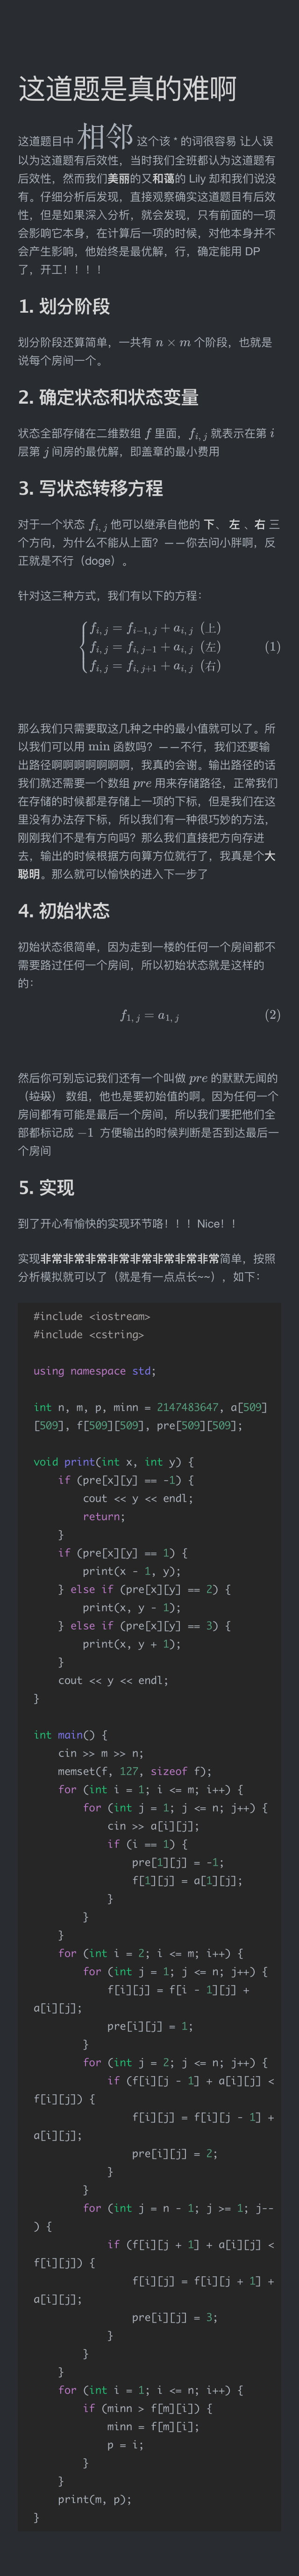 这道题是真的难啊
这道题目中 相邻 这个该 * 的词很容易 让人误
以为这道题有后效性，当时我们全班都认为这道题有
后效性，然而我们美丽的又和蔼的 Lily 却和我们说没
有。仔细分析后发现，直接观察确实这道题目有后效
性，但是如果深入分析，就会发现，只有前面的一项
会影响它本身，在计算后一项的时候，对他本身并不
会产生影响，他始终是最优解，行，确定能用 DP
了，开工！！！！
1. 划分阶段
划分阶段还算简单，一共有 n × m 个阶段，也就是
说每个房间一个。
2. 确定状态和状态变量
状态全部存储在二维数组 f 里面，f_{i,j} 就表示在第 i
层第 j 间房的最优解，即盖章的最小费用
3. 写状态转移方程
对于一个状态 f_{i,j} 他可以继承自他的 下、 左 、右 三
个方向，为什么不能从上面？——你去问小胖啊，反
正就是不行（doge）。
针对这三种方式，我们有以下的方程：
f_{i,j} = f_{i−1,j} + a_{i,j} （上）
f_{i,j} = f_{i,j−1} + a_{i,j} （左） (1)
f_{i,j} = f_{i,j+1} + a_{i,j} （右）
那么我们只需要取这几种之中的最小值就可以了。所
以我们可以用 min 函数吗？——不行，我们还要输
出路径啊啊啊啊啊啊啊，我真的会谢。输出路径的话
我们就还需要一个数组 pre 用来存储路径，正常我们
在存储的时候都是存储上一项的下标，但是我们在这
里没有办法存下标，所以我们有一种很巧妙的方法，
刚刚我们不是有方向吗？那么我们直接把方向存进
去，输出的时候根据方向算方位就行了，我真是个大
聪明。那么就可以愉快的进入下一步了
4. 初始状态
初始状态很简单，因为走到一楼的任何一个房间都不
需要路过任何一个房间，所以初始状态就是这样的
的：
f_{1,j} = a_{1,j} (2)
然后你可别忘记我们还有一个叫做 pre 的默默无闻的
（垃圾） 数组，他也是要初始值的啊。因为任何一个
房间都有可能是最后一个房间，所以我们要把他们全
部都标记成 −1 方便输出的时候判断是否到达最后一
个房间
5. 实现
到了开心有愉快的实现环节咯！！！Nice！！
实现非常非常非常非常非常非常非常非常简单，按照
分析模拟就可以了（就是有一点点长~~），如下：
#include <iostream>
#include <cstring>
using namespace std;
int n, m, p, minn = 2147483647, a[509]
[509], f[509][509], pre[509][509];
void print(int x, int y) {
    if (pre[x][y] == -1) {
        cout << y << endl;
        return;
    }
    if (pre[x][y] == 1) {
        print(x - 1, y);
    } else if (pre[x][y] == 2) {
        print(x, y - 1);
    } else if (pre[x][y] == 3) {
        print(x, y + 1);
    }
    cout << y << endl;
}
int main() {
    cin >> m >> n;
    memset(f, 127, sizeof f);
    for (int i = 1; i <= m; i++) {
        for (int j = 1; j <= n; j++) {
            cin >> a[i][j];
            if (i == 1) {
                pre[1][j] = -1;
                f[1][j] = a[1][j];
            }
        }
    }
    for (int i = 2; i <= m; i++) {
        for (int j = 1; j <= n; j++) {
            f[i][j] = f[i - 1][j] +
a[i][j];
            pre[i][j] = 1;
        }
        for (int j = 2; j <= n; j++) {
            if (f[i][j - 1] + a[i][j] <
f[i][j]) {
                f[i][j] = f[i][j - 1] +
a[i][j];
                pre[i][j] = 2;
            }
        }
        for (int j = n - 1; j >= 1; j--
) {
            if (f[i][j + 1] + a[i][j] <
f[i][j]) {
                f[i][j] = f[i][j + 1] +
a[i][j];
                pre[i][j] = 3;
            }
        }
    }
    for (int i = 1; i <= n; i++) {
        if (minn > f[m][i]) {
            minn = f[m][i];
            p = i;
        }
    }
    print(m, p);
}